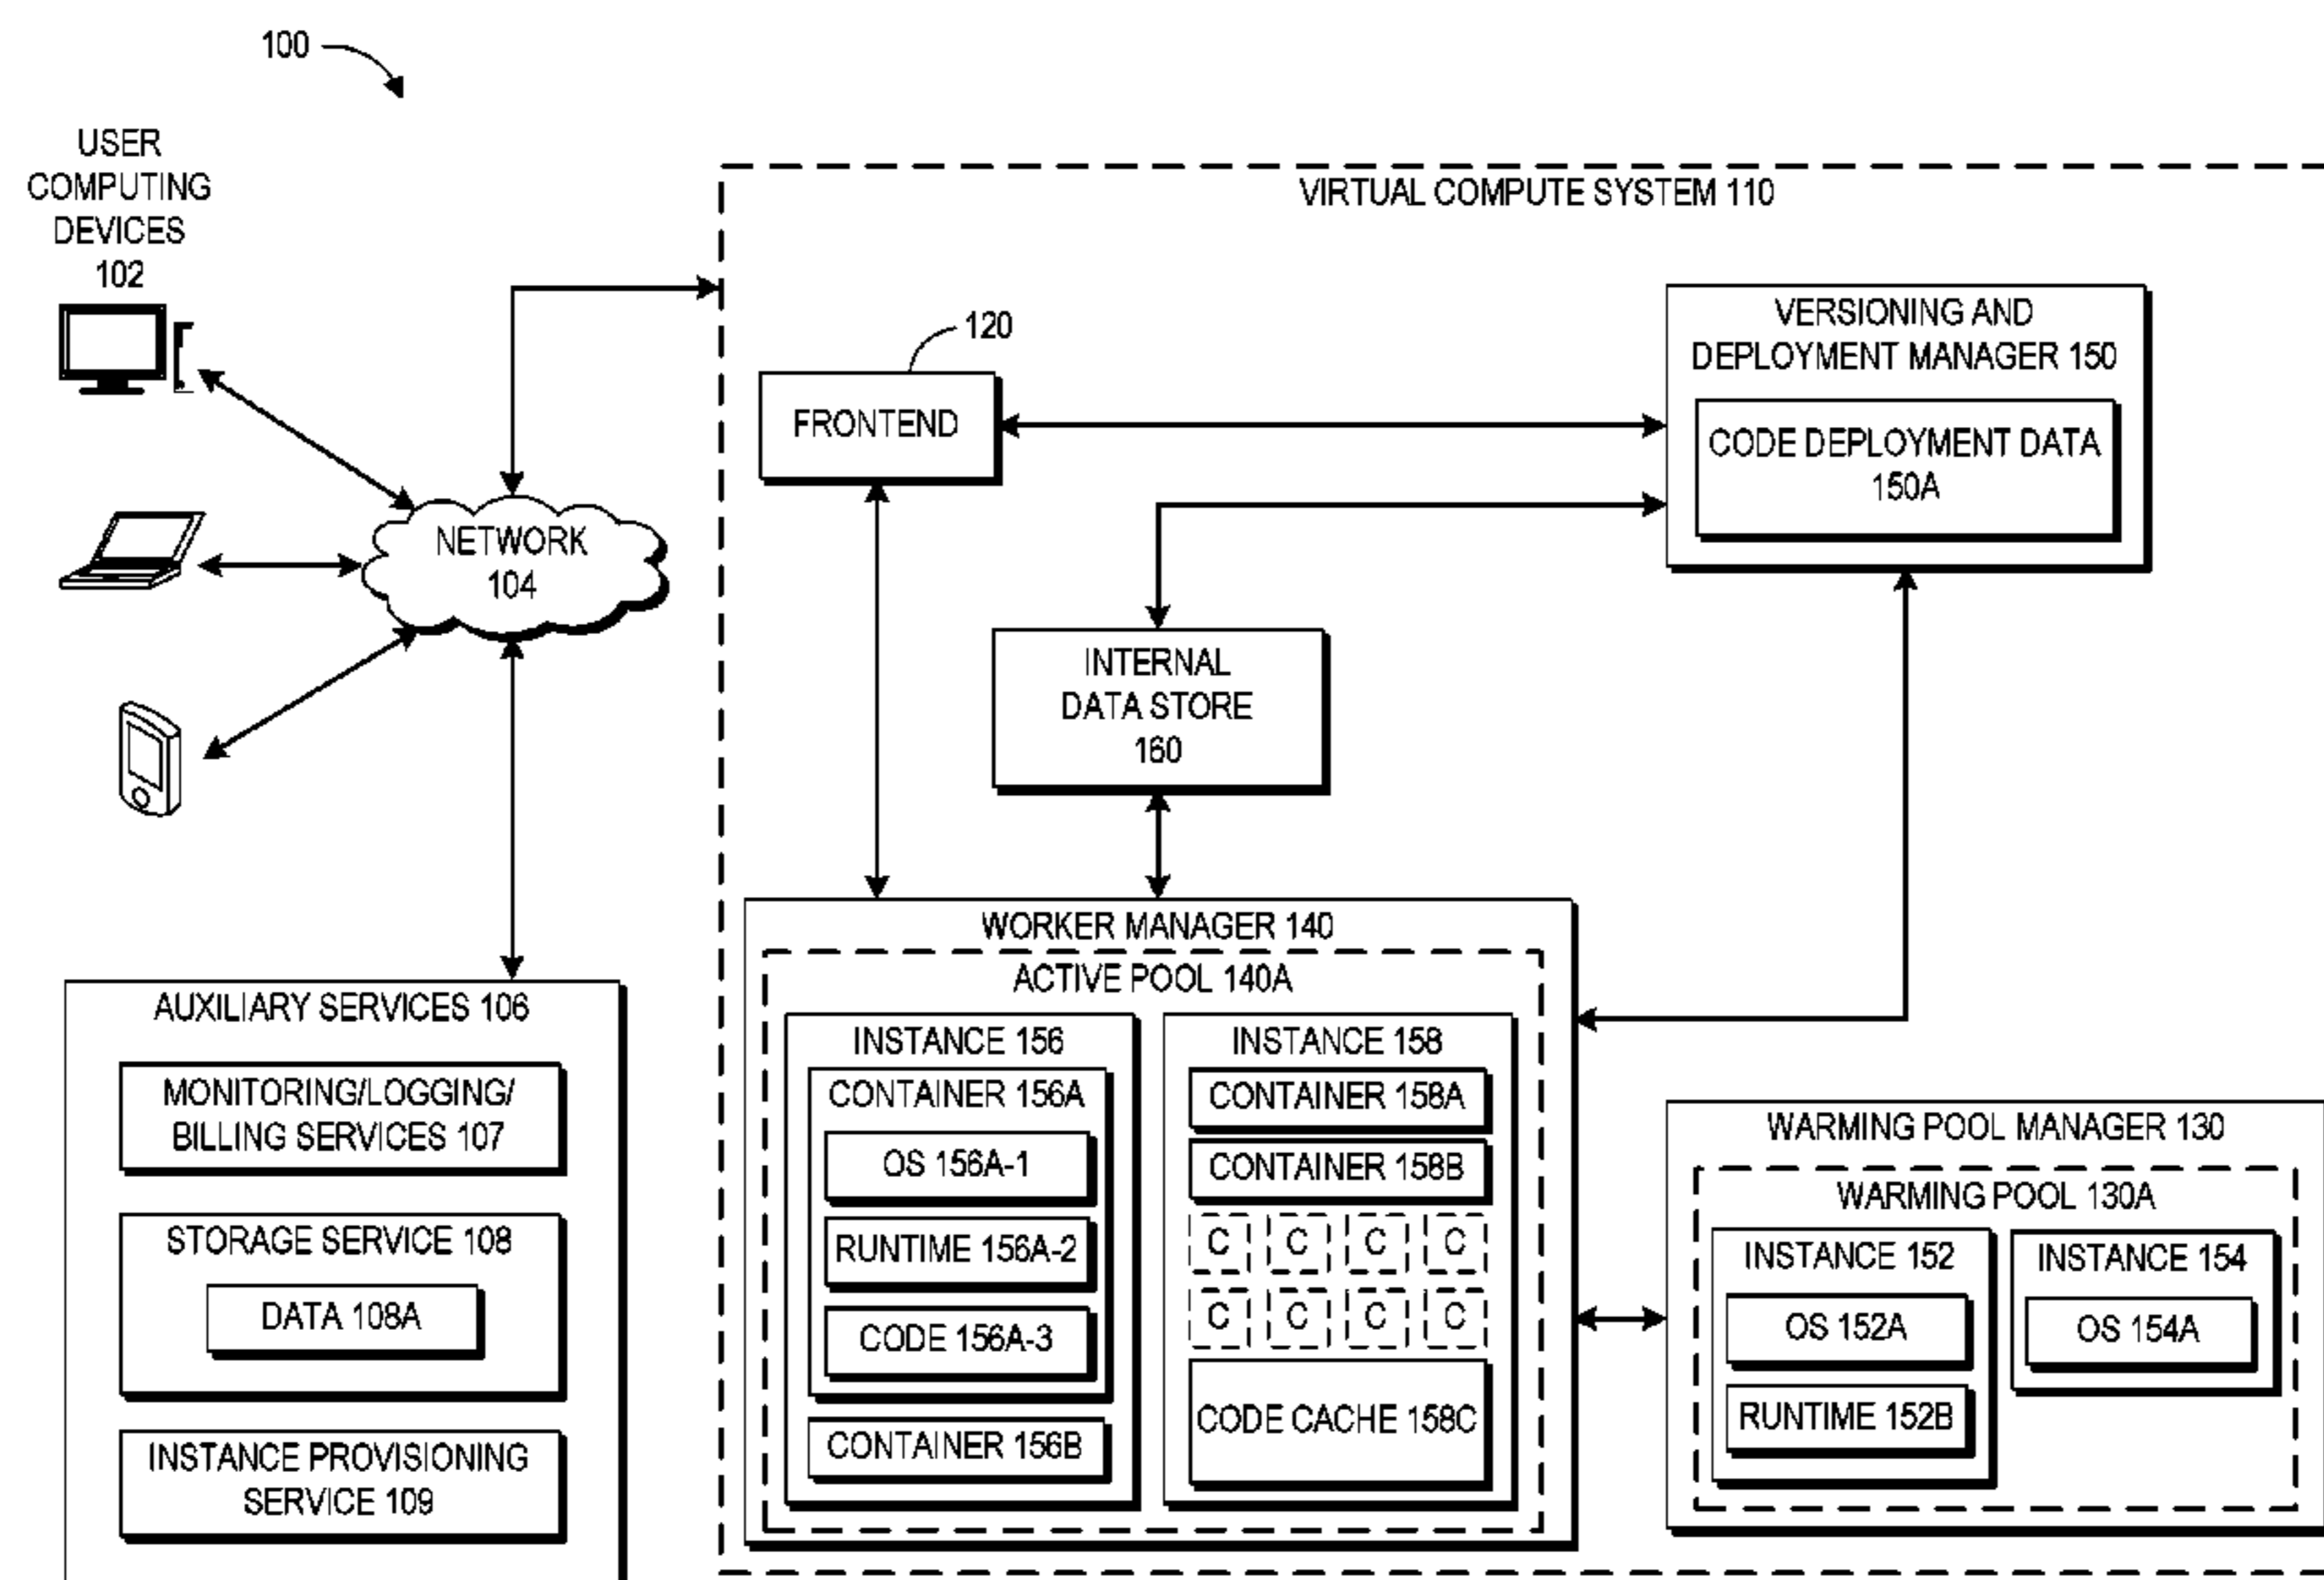 100
USER
COMPUTING
DEVICES
102
NETWORK
104
AUXILIARY SERVICES 106
MONITORING/LOGGING/
BILLING SERVICES 107
STORAGE SERVICE 108
DATA 108A
INSTANCE PROVISIONING
SERVICE 109
VIRTUAL COMPUTE SYSTEM 110
120
FRONTEND
VERSIONING AND
DEPLOYMENT MANAGER 150
CODE DEPLOYMENT DATA
150A
INTERNAL
DATA STORE
160
WORKER MANAGER 140
ACTIVE POOL 140A
INSTANCE 156
CONTAINER 156A
OS 156A-1
RUNTIME 156A-2
CODE 156A-3
CONTAINER 156B
INSTANCE 158
CONTAINER 158A
CONTAINER 158B
C C C C
C C C C
CODE CACHE 158C
WARMING POOL MANAGER 130
WARMING POOL 130A
INSTANCE 152
OS 152A
RUNTIME 152B
INSTANCE 154
OS 154A